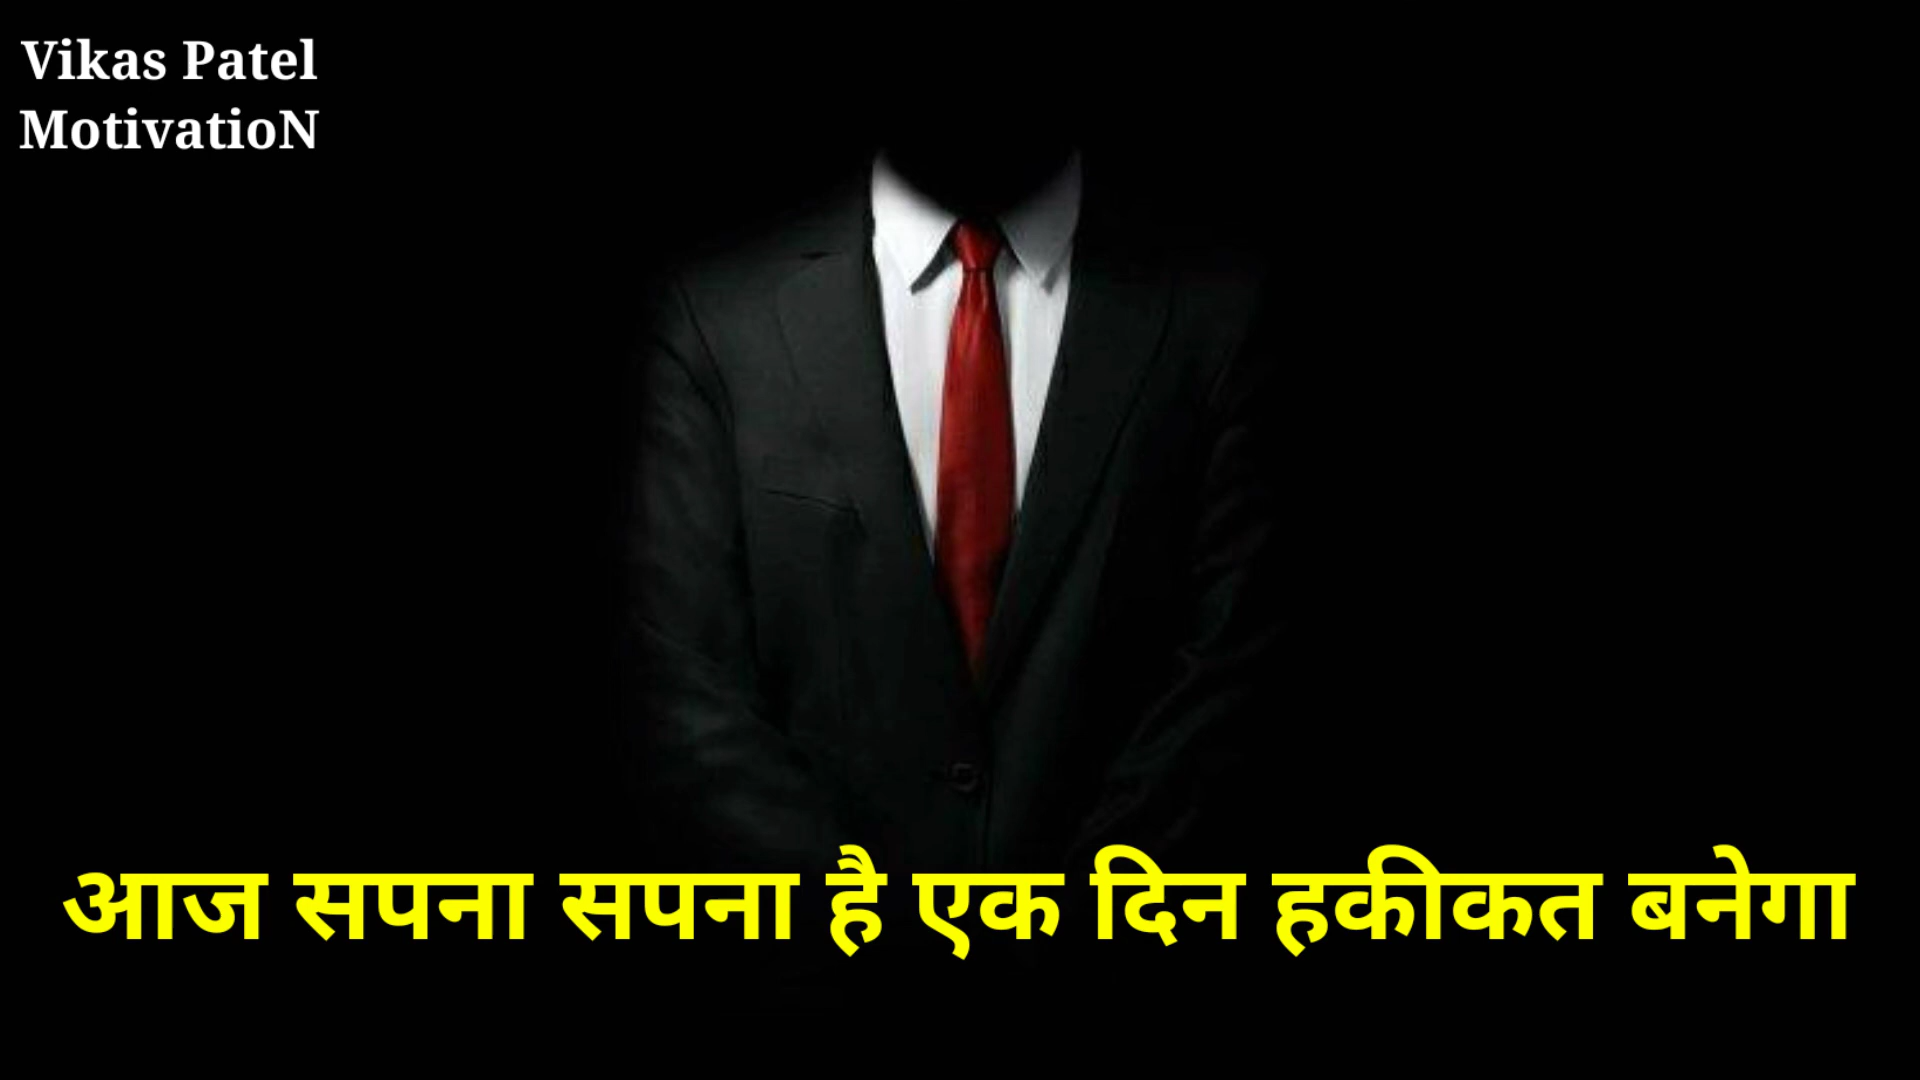 Vikas Patel
MotivatioN
आज सपना सपना है एक दिन हकीकत बनेगा